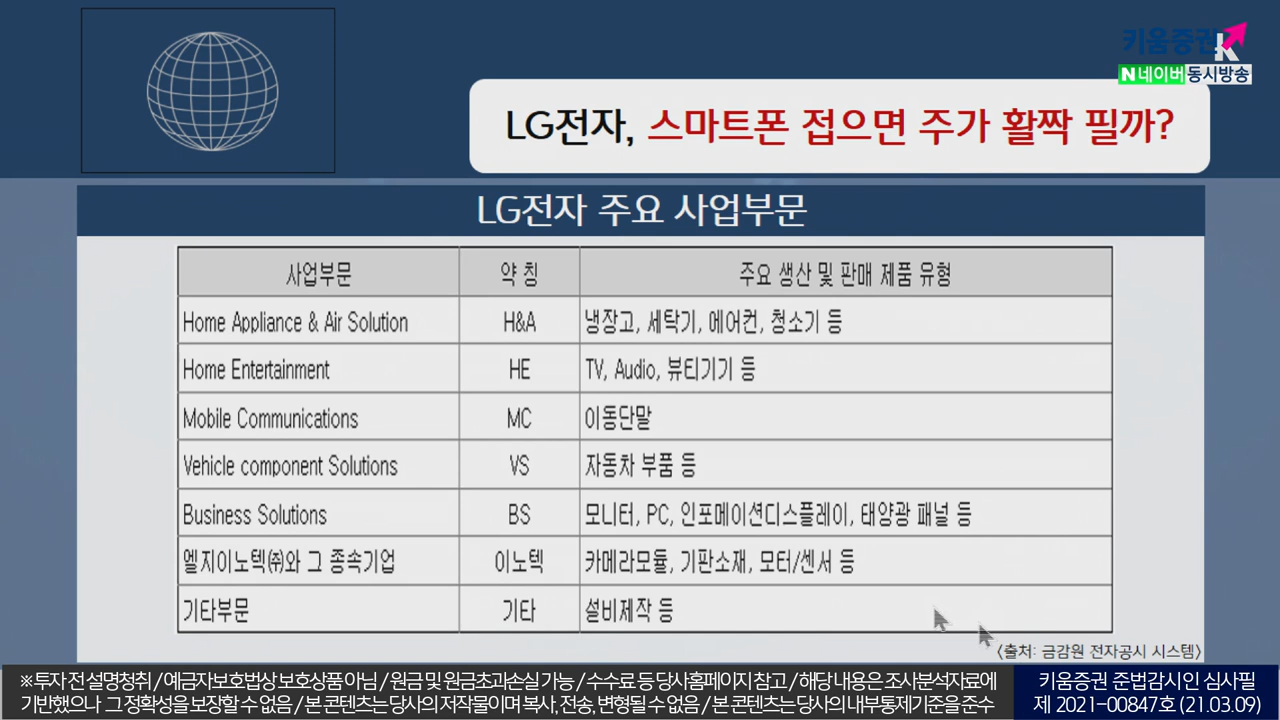 키움증권
N 네이버 동시방송
LG전자, 스마트폰 접으면 주가 활짝 필까?
LG전자 주요 사업부문
사업부문 약 칭 주요 생산 및 판매 제품 유형
Home Appliance & Air Solution H&A 냉장고, 세탁기, 에어컨, 청소기 등
Home Entertainment HE TV, Audio, 뷰티기기 등
Mobile Communications MC 이동단말
Vehicle component Solutions VS 자동차 부품 등
Business Solutions BS 모니터, PC, 인포메이션디스플레이, 태양광 패널 등
엘지이노텍㈜와 그 종속기업 이노텍 카메라모듈, 기판소재, 모터/센서 등
기타부문 기타 설비제작 등
<출처: 금감원 전자공시 시스템>
※ 투자 전 설명청취 / 예금자보호법상 보호상품 아님 / 원금 및 원금초과손실 가능 / 수수료 등 당사홈페이지 참고 / 해당 내용은 조사분석자료에
기반했으나 그 정확성을 보장할 수 없음 / 본 콘텐츠는 당사의 저작물이며 복사, 전송, 변형될 수 없음 / 본 콘텐츠는 당사의 내부통제기준을 준수
키움증권 준법감시인 심사필
제 2021-00847호 (21.03.09)